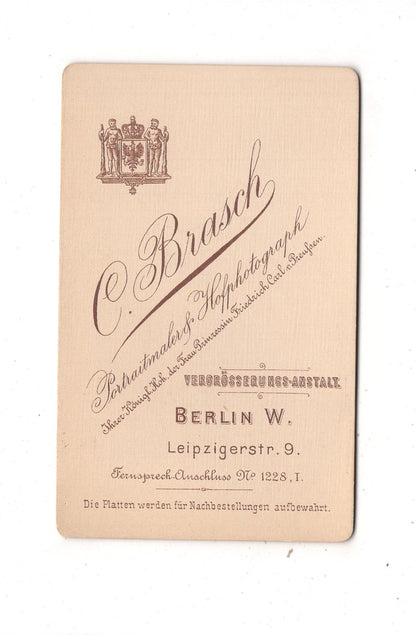 C. Brasch
Portraitmaler & Hofphotograph
Ihrer Königl. Hoh. der Frau Prinzessin Friedrich Carl v. Preußen.
VERGRÖSSERUNGS-ANSTALT.
BERLIN W.
Leipzigerstr. 9.
Fernsprech-Anschluss No 1228, I.
Die Platten werden für Nachbestellungen aufbewahrt.